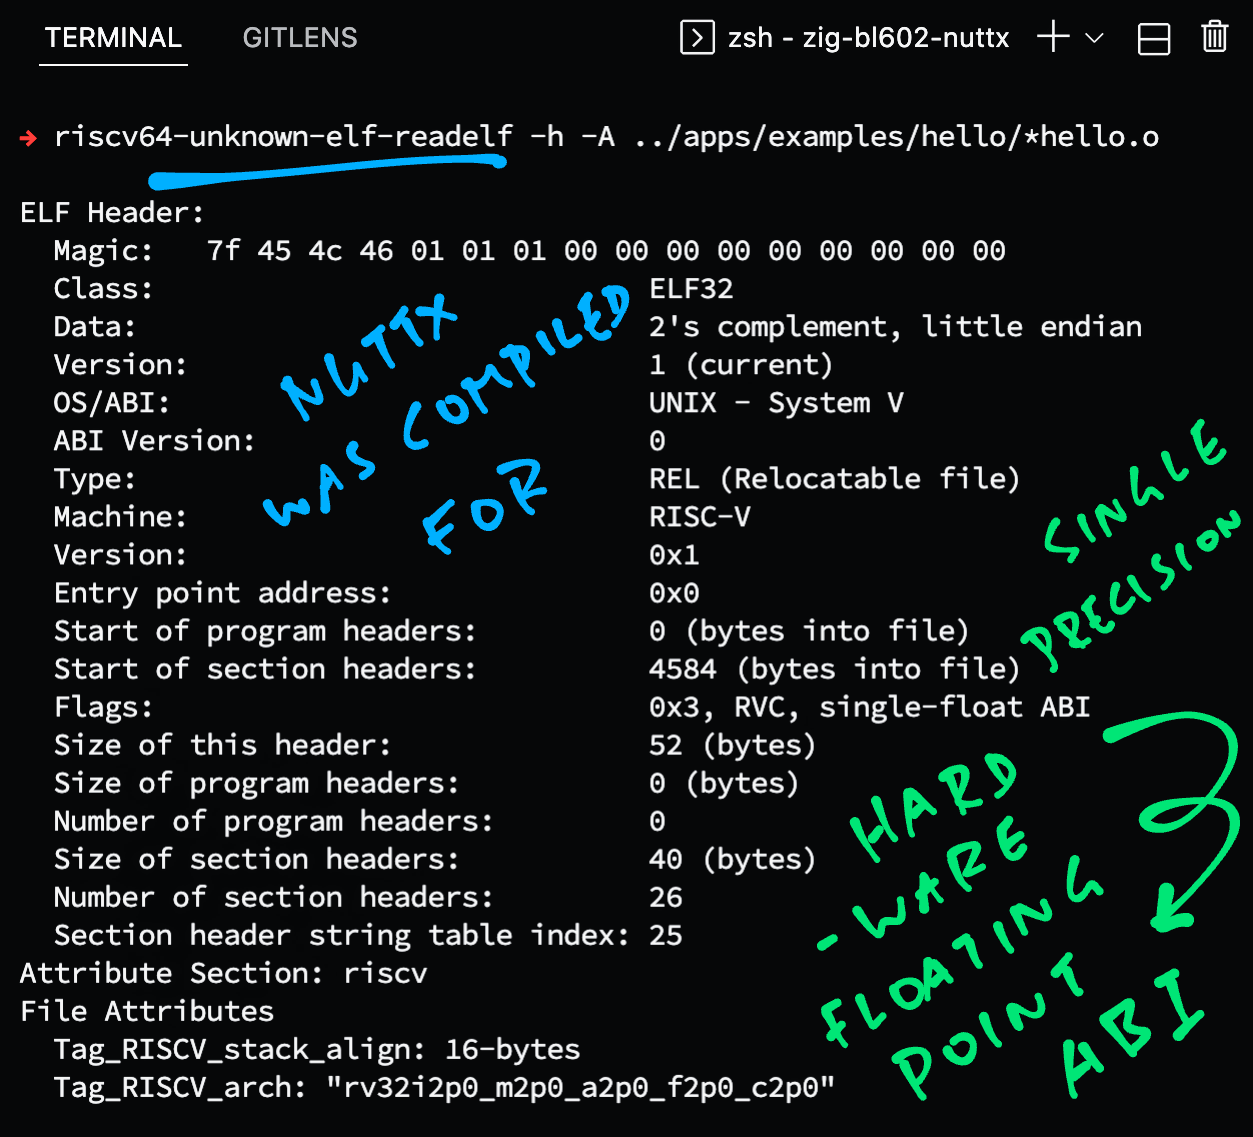 TERMINAL GITLENS zsh - zig-bl602-nuttx
→ riscv64-unknown-elf-readelf -h -A ../apps/examples/hello/*hello.o
ELF Header:
Magic: 7f 45 4c 46 01 01 01 00 00 00 00 00 00 00 00 00
Class: ELF32
Data: 2's complement, little endian
Version: 1 (current)
OS/ABI: UNIX - System V
ABI Version: 0
Type: REL (Relocatable file)
Machine: RISC-V
Version: 0x1
Entry point address: 0x0
Start of program headers: 0 (bytes into file)
Start of section headers: 4584 (bytes into file)
Flags: 0x3, RVC, single-float ABI
Size of this header: 52 (bytes)
Size of program headers: 0 (bytes)
Number of program headers: 0
Size of section headers: 40 (bytes)
Number of section headers: 26
Section header string table index: 25
Attribute Section: riscv
File Attributes
Tag_RISCV_stack_align: 16-bytes
Tag_RISCV_arch: "rv32i2p0_m2p0_a2p0_f2p0_c2p0"
NUTTX
WAS COMPILED
FOR
SINGLE
PRECISION
HARD
-WARE
FLOATING
POINT
ABI